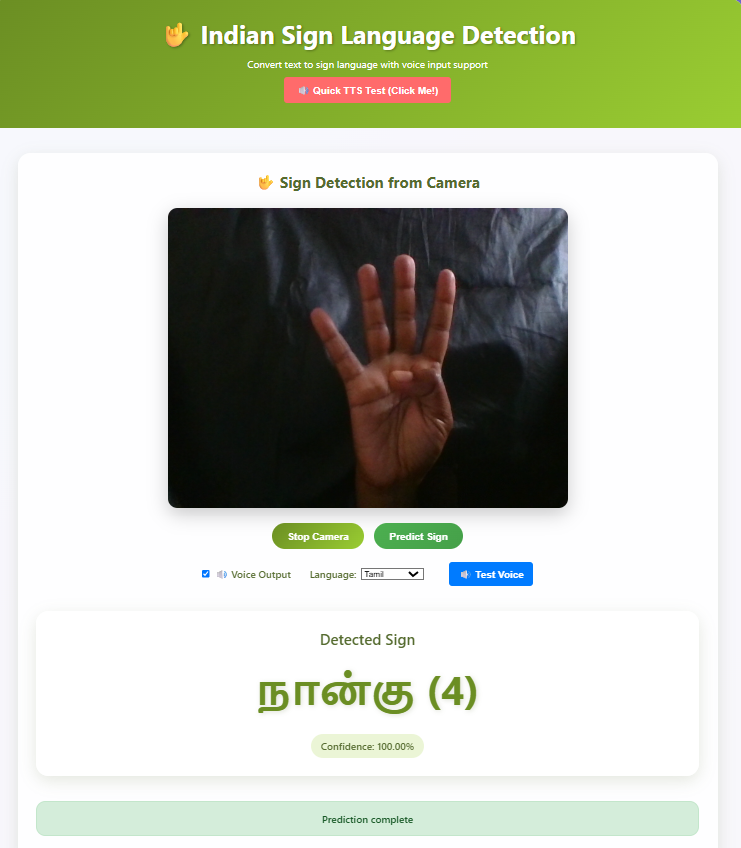 🤟 Indian Sign Language Detection
Convert text to sign language with voice input support
🔊 Quick TTS Test (Click Me!)
🤟 Sign Detection from Camera
Stop Camera Predict Sign
🔊 Voice Output Language: Tamil 🔊 Test Voice
Detected Sign
நான்கு (4)
Confidence: 100.00%
Prediction complete